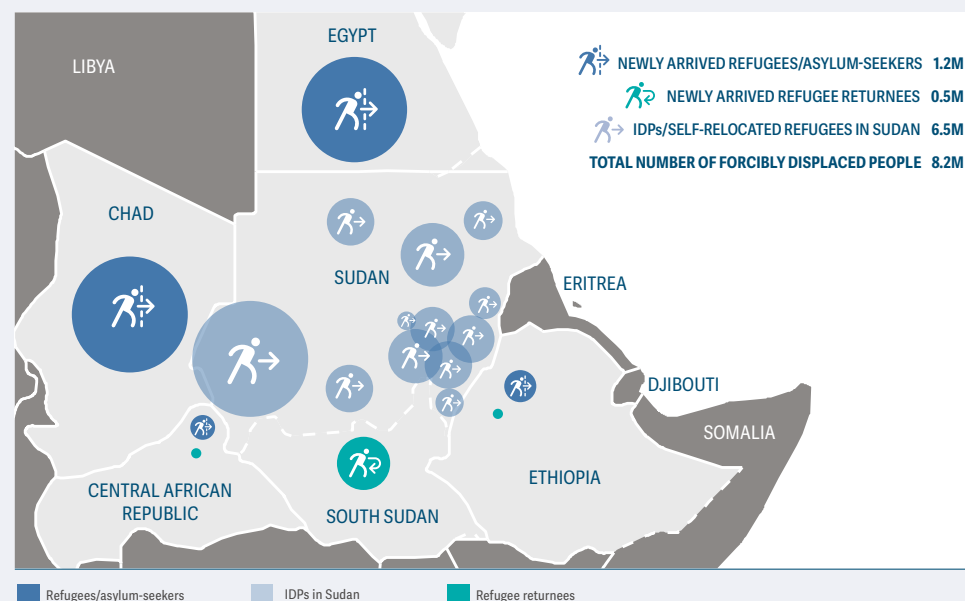 EGYPT
LIBYA
NEWLY ARRIVED REFUGEES/ASYLUM-SEEKERS 1.2M
NEWLY ARRIVED REFUGEE RETURNEES 0.5M
IDPs/SELF-RELOCATED REFUGEES IN SUDAN 6.5M
TOTAL NUMBER OF FORCIBLY DISPLACED PEOPLE 8.2M
CHAD
SUDAN
ERITREA
DJIBOUTI
SOMALIA
ETHIOPIA
CENTRAL AFRICAN
REPUBLIC
SOUTH SUDAN
Refugees/asylum-seekers
IDPs in Sudan
Refugee returnees